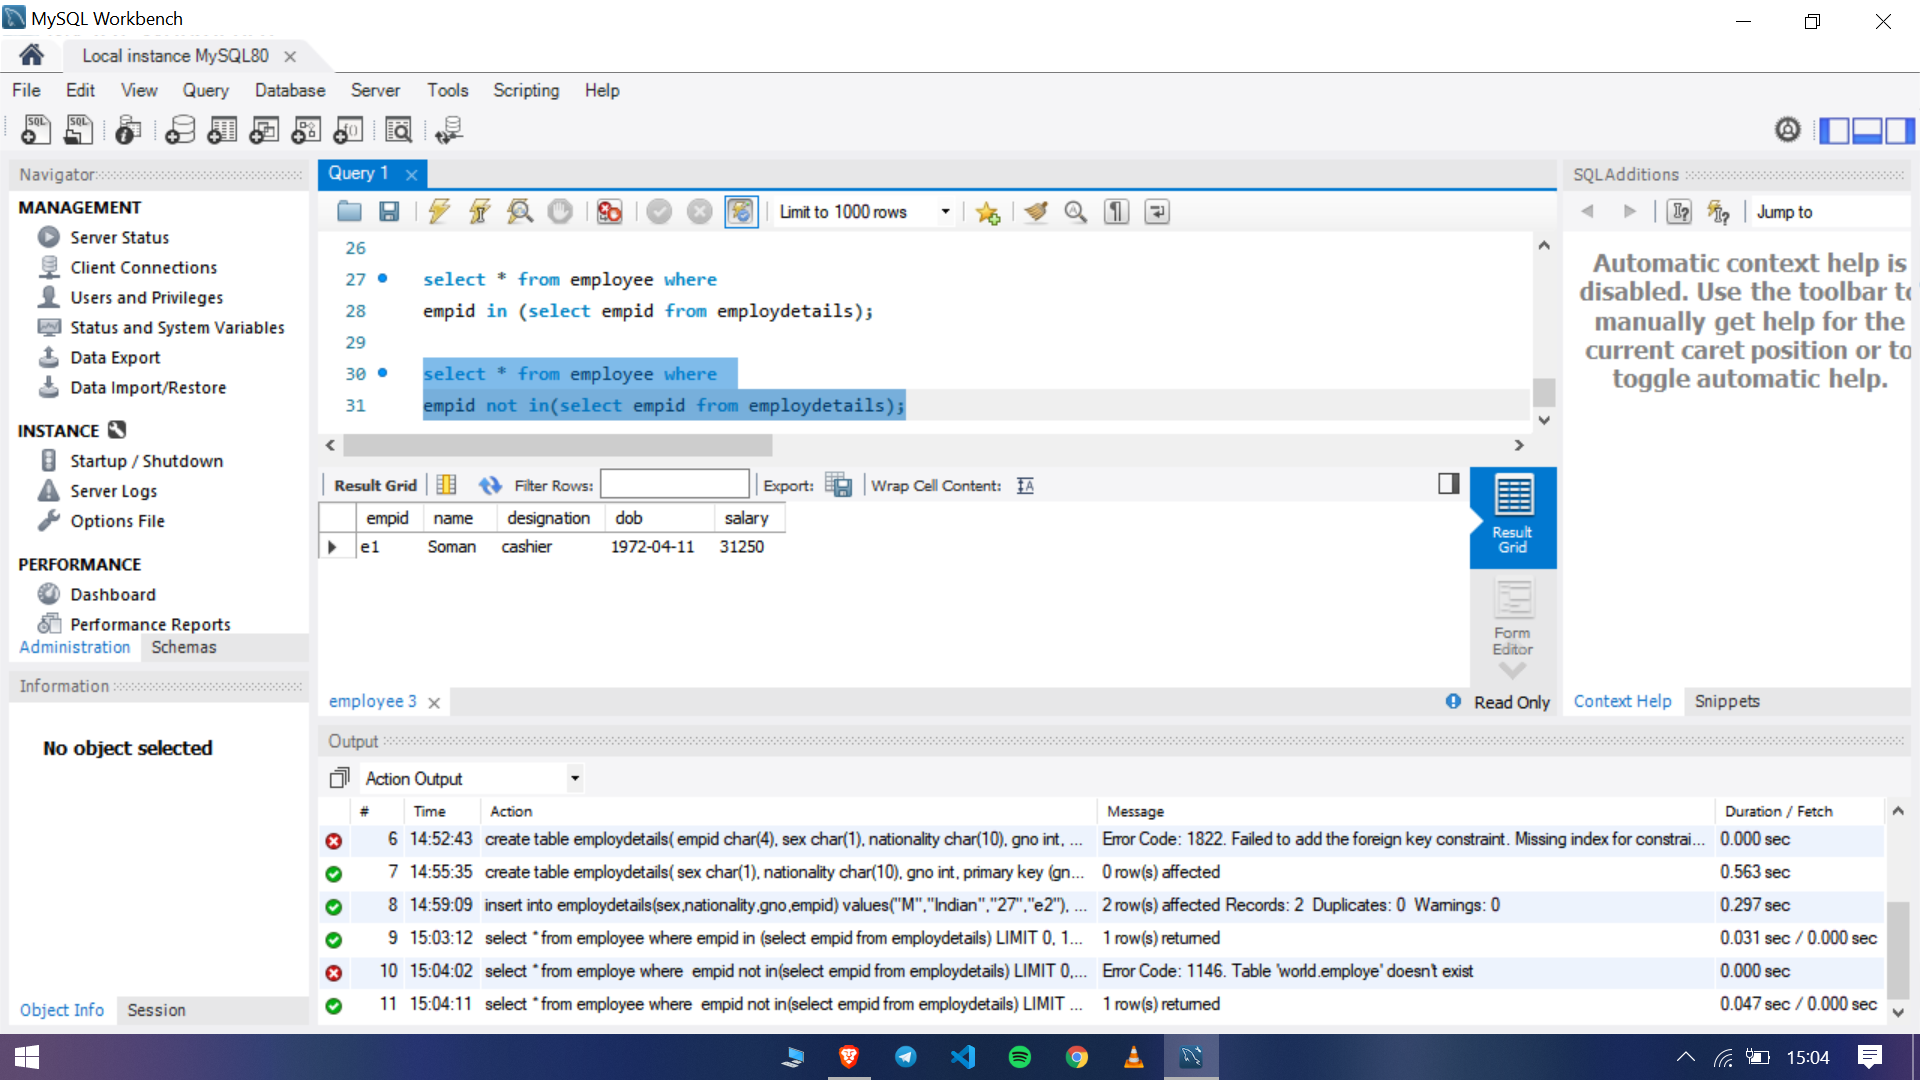 MySQL Workbench
Local instance MySQL80
File Edit View Query Database Server Tools Scripting Help
Navigator
MANAGEMENT
Server Status
Client Connections
Users and Privileges
Status and System Variables
Data Export
Data Import/Restore
INSTANCE
Startup / Shutdown
Server Logs
Options File
PERFORMANCE
Dashboard
Performance Reports
Administration Schemas
Information
No object selected
Object Info Session
Query 1
Limit to 1000 rows
26
27 select * from employee where
28 empid in (select empid from employdetails);
29
30 select * from employee where
31 empid not in(select empid from employdetails);
Result Grid Filter Rows: Export: Wrap Cell Content:
empid name designation dob salary
e1 Soman cashier 1972-04-11 31250
Result
Grid
Form
Editor
employee 3
Read Only
SQLAdditions
Jump to
Automatic context help is
disabled. Use the toolbar to
manually get help for the
current caret position or to
toggle automatic help.
Context Help Snippets
Output
Action Output
# Time Action Message Duration / Fetch
6 14:52:43 create table employdetails( empid char(4), sex char(1), nationality char(10), gno int, ... Error Code: 1822. Failed to add the foreign key constraint. Missing index for constrai... 0.000 sec
7 14:55:35 create table employdetails( sex char(1), nationality char(10), gno int, primary key (gn... 0 row(s) affected 0.563 sec
8 14:59:09 insert into employdetails(sex,nationality,gno,empid) values("M","Indian","27","e2"), ... 2 row(s) affected Records: 2 Duplicates: 0 Warnings: 0 0.297 sec
9 15:03:12 select * from employee where empid in (select empid from employdetails) LIMIT 0, 1... 1 row(s) returned 0.031 sec / 0.000 sec
10 15:04:02 select * from employe where empid not in(select empid from employdetails) LIMIT 0,... Error Code: 1146. Table 'world.employe' doesn't exist 0.000 sec
11 15:04:11 select * from employee where empid not in(select empid from employdetails) LIMIT ... 1 row(s) returned 0.047 sec / 0.000 sec
15:04